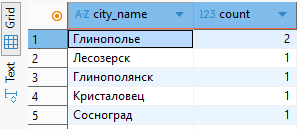 Grid
Text
A-Z city_name 123 count
1 Глинополье 2
2 Лесозерск 1
3 Глинополянск 1
4 Кристаловец 1
5 Сосноград 1